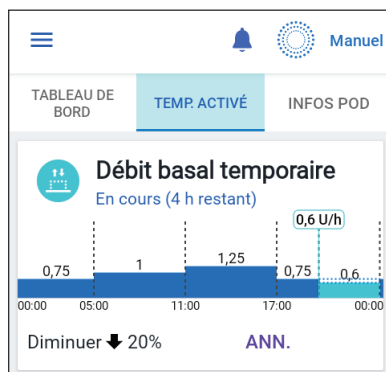 Manuel
TABLEAU DE
BORD
TEMP. ACTIVÉ
INFOS POD
Débit basal temporaire
En cours (4 h restant)
0,6 U/h
0,75 1 1,25 0,75 0,6
00:00 05:00 11:00 17:00 00:00
Diminuer 20% ANN.